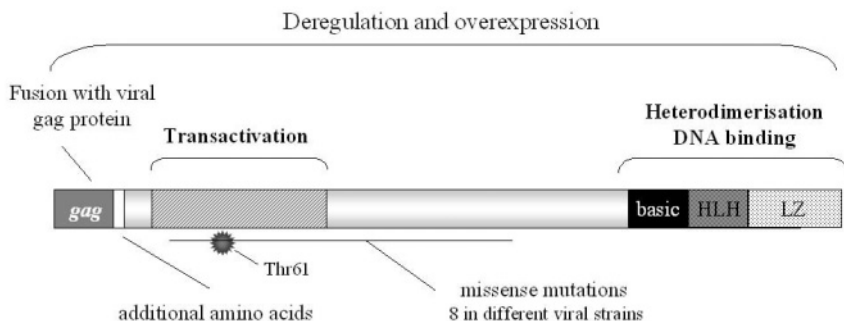 Deregulation and overexpression
Fusion with viral
gag protein
Transactivation
Heterodimerisation
DNA binding
gag
basic
HLH
LZ
Thr61
additional amino acids
missense mutations
8 in different viral strains